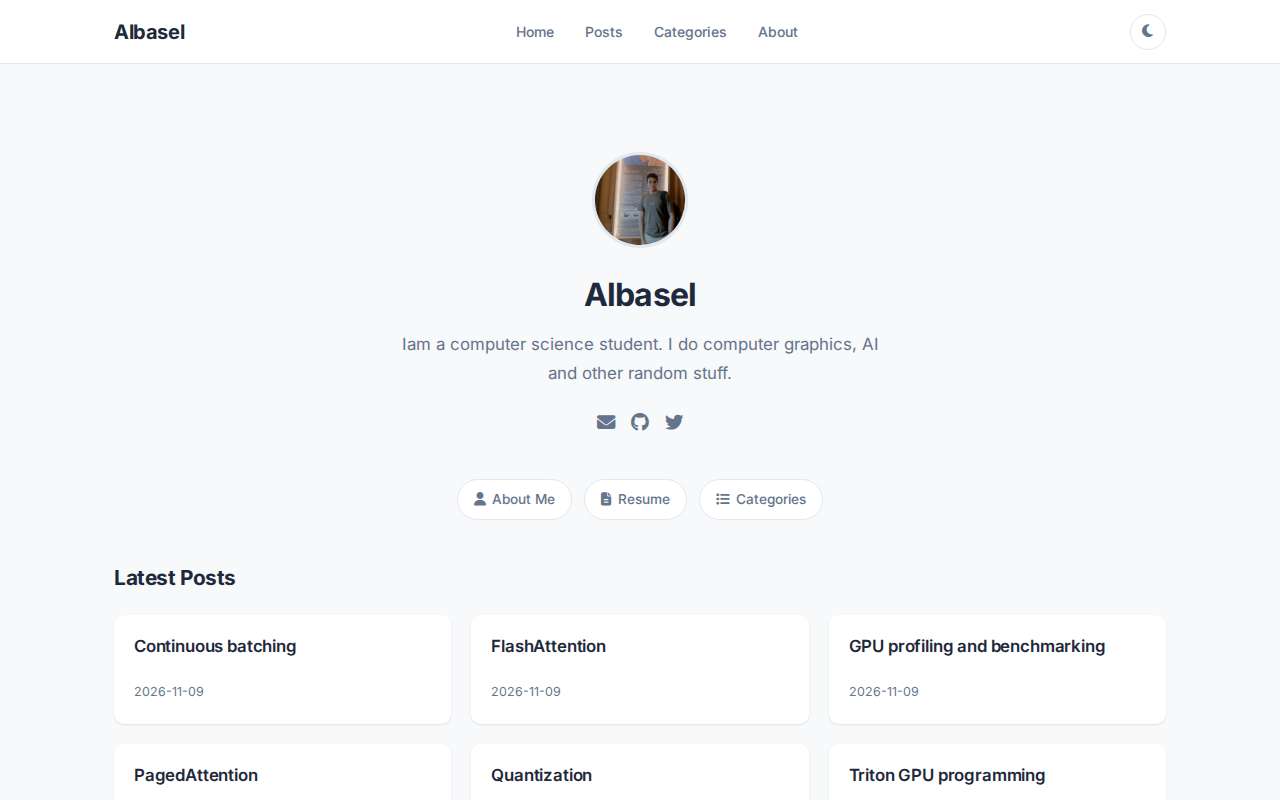 Albasel
Home Posts Categories About
Albasel
Iam a computer science student. I do computer graphics, AI
and other random stuff.
About Me Resume Categories
Latest Posts
Continuous batching
2026-11-09
FlashAttention
2026-11-09
GPU profiling and benchmarking
2026-11-09
PagedAttention
Quantization
Triton GPU programming